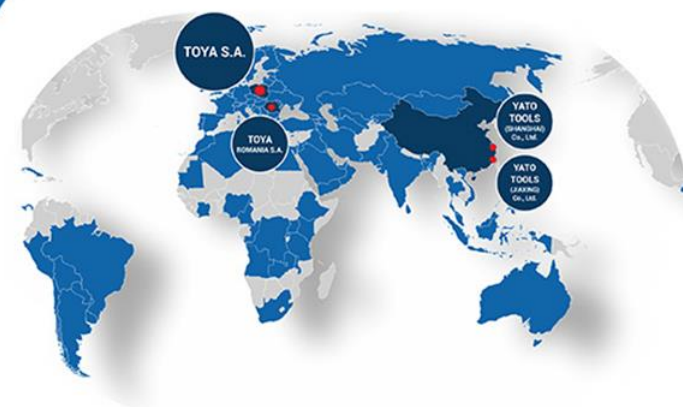 TOYA S.A.
TOYA
ROMANIA S.A.
YATO
TOOLS
(SHANGHAI)
Co., Ltd.
YATO
TOOLS
(JIAXING)
Co., Ltd.